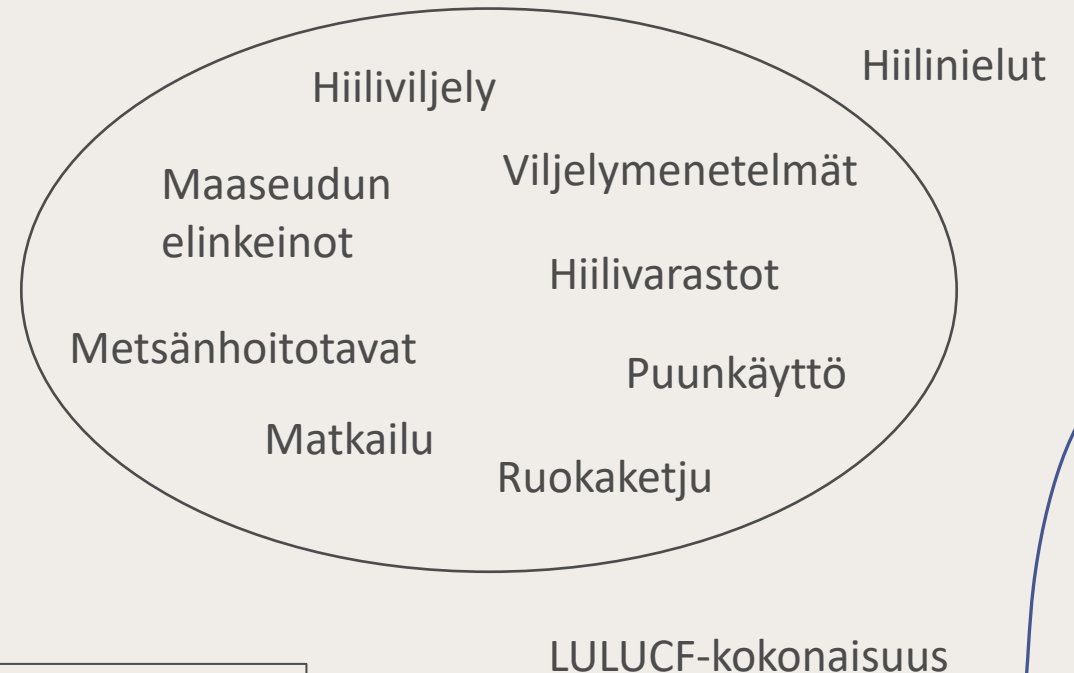 Hiilinielut
Hiiliviljely
Viljelymenetelmät
Maaseudun
elinkeinot
Hiilivarastot
Metsänhoitotavat
Puunkäyttö
Matkailu
Ruokaketju
LULUCF-kokonaisuus